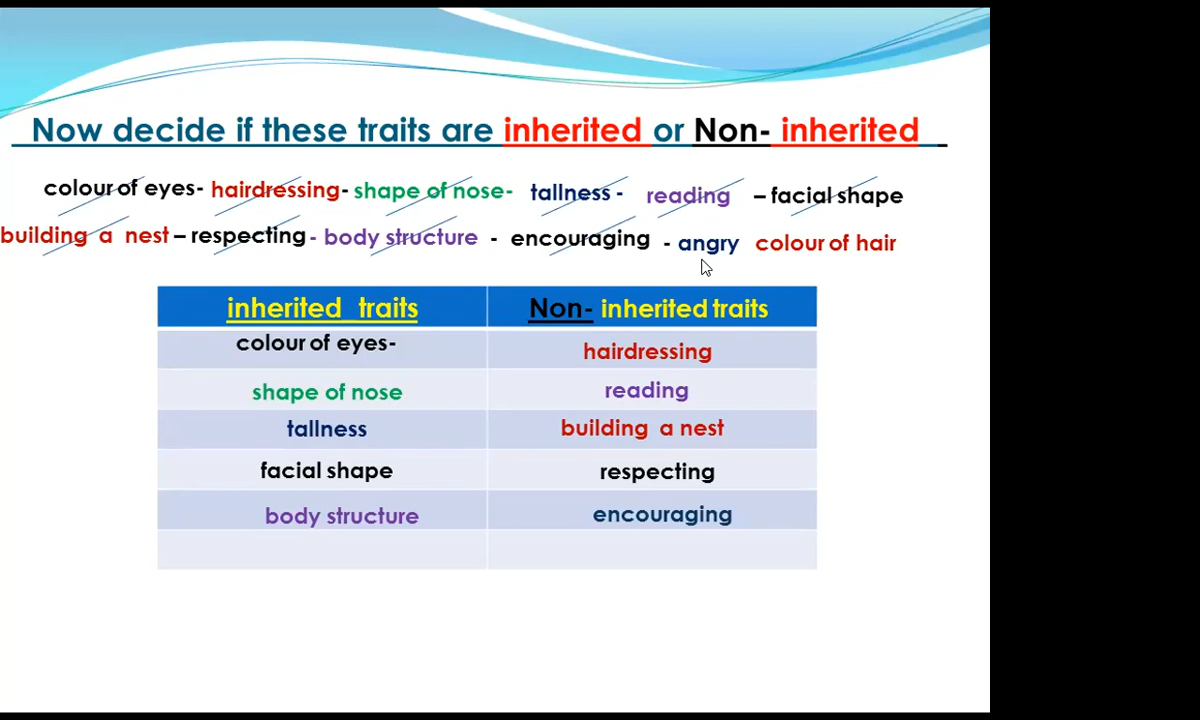 Now decide if these traits are inherited or Non- inherited
colour of eyes- hairdressing- shape of nose- tallness - reading – facial shape
building a nest – respecting - body structure - encouraging - angry colour of hair
inherited traits Non- inherited traits
colour of eyes- hairdressing
shape of nose reading
tallness building a nest
facial shape respecting
body structure encouraging